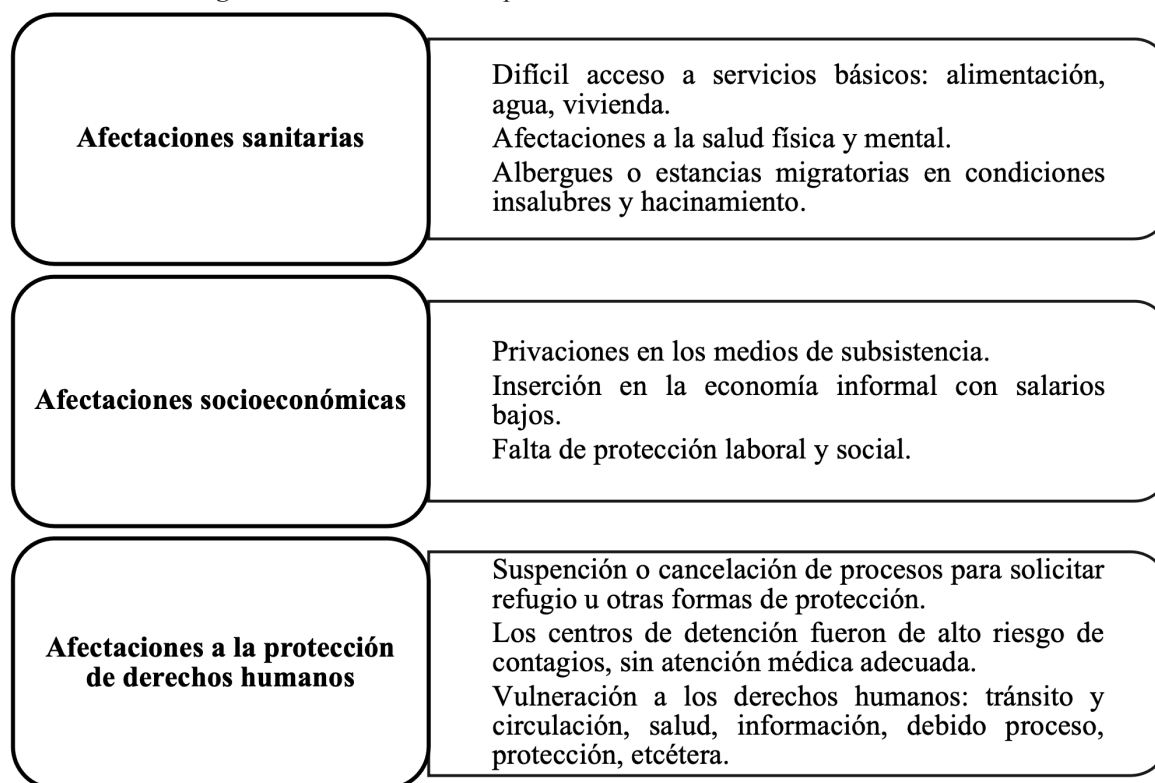 Afectaciones sanitarias
Difícil acceso a servicios básicos: alimentación,
agua, vivienda.
Afectaciones a la salud física y mental.
Albergues o estancias migratorias en condiciones
insalubres y hacinamiento.
Afectaciones socioeconómicas
Privaciones en los medios de subsistencia.
Inserción en la economía informal con salarios
bajos.
Falta de protección laboral y social.
Afectaciones a la protección
de derechos humanos
Suspención o cancelación de procesos para solicitar
refugio u otras formas de protección.
Los centros de detención fueron de alto riesgo de
contagios, sin atención médica adecuada.
Vulneración a los derechos humanos: tránsito y
circulación, salud, información, debido proceso,
protección, etcétera.